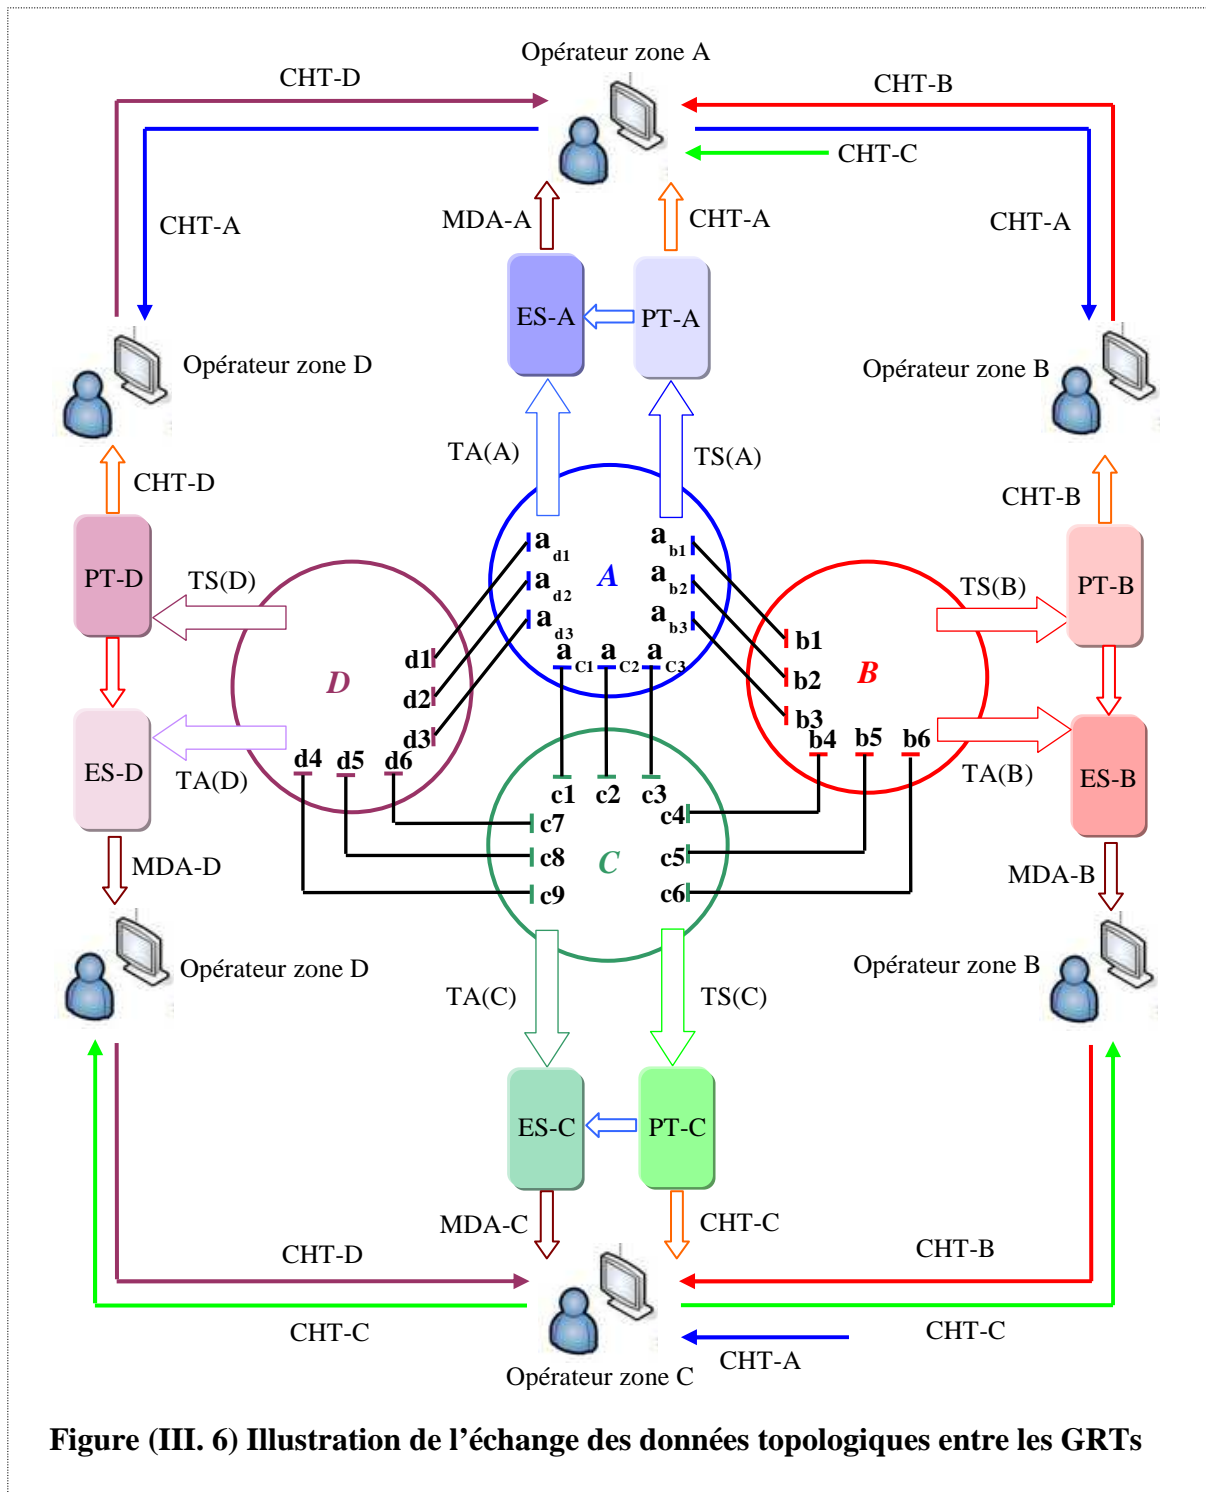 Opérateur zone A
CHT-D
CHT-B
CHT-C
MDA-A
CHT-A
CHT-A
CHT-A
ES-A
PT-A
Opérateur zone D
Opérateur zone B
TA(A)
TS(A)
CHT-D
CHT-B
PT-D
TS(D)
a d1
a b1
A
a d2
a b2
a d3
a b3
a C1
a C2
a C3
TS(B)
PT-B
d1
d2
d3
D
b1
b2
b3
B
ES-D
TA(D)
d4
d5
d6
b4
b5
b6
TA(B)
ES-B
c1
c2
c3
c4
c7
c8
C
c5
c9
c6
MDA-D
MDA-B
Opérateur zone D
Opérateur zone B
TA(C)
TS(C)
ES-C
PT-C
MDA-C
CHT-C
CHT-D
CHT-B
CHT-C
CHT-C
CHT-A
Opérateur zone C
Figure (III. 6) Illustration de l’échange des données topologiques entre les GRTs